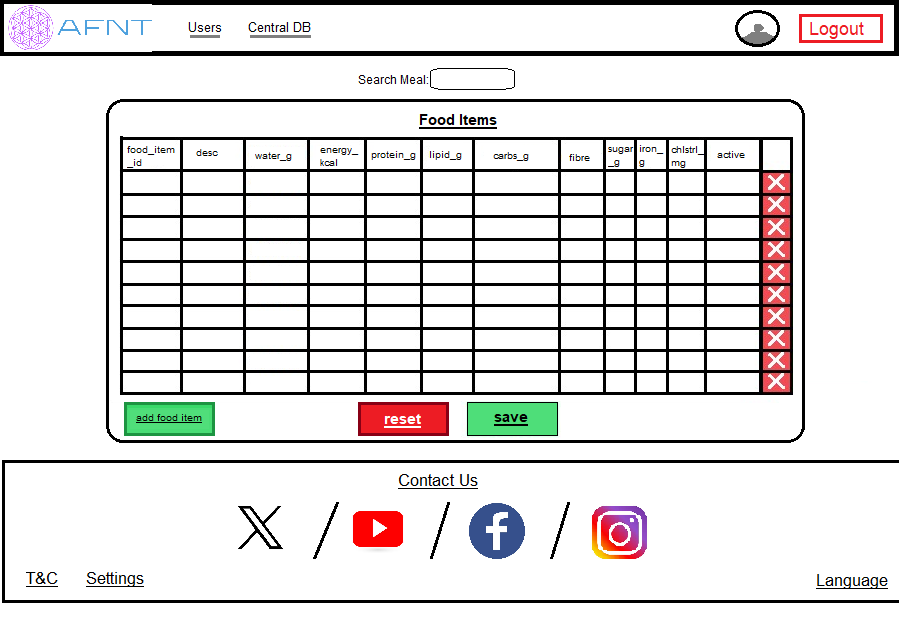 AFNT Users Central DB Logout
Search Meal:
Food Items
food_item_id desc water_g energy_kcal protein_g lipid_g carbs_g fibre sugar_g iron_g chlstrl_mg active
add food item reset save
Contact Us
T&C Settings Language